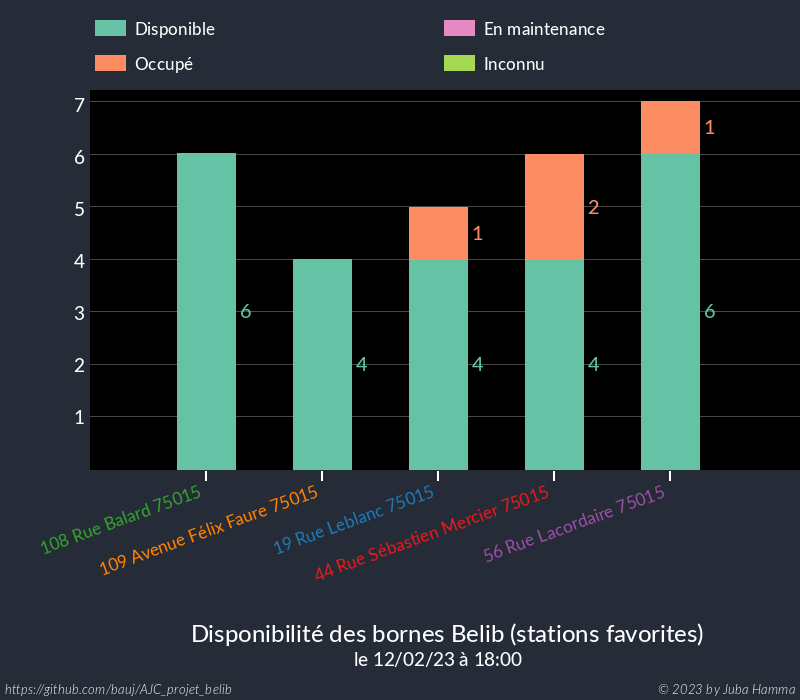 Disponible
En maintenance
Occupé
Inconnu
7
6
5
4
3
2
1
6
4
1
4
2
4
1
6
108 Rue Balard 75015
109 Avenue Félix Faure 75015
19 Rue Leblanc 75015
44 Rue Sébastien Mercier 75015
56 Rue Lacordaire 75015
Disponibilité des bornes Belib (stations favorites)
le 12/02/23 à 18:00
https://github.com/bauj/AJC_projet_belib
© 2023 by Juba Hamma